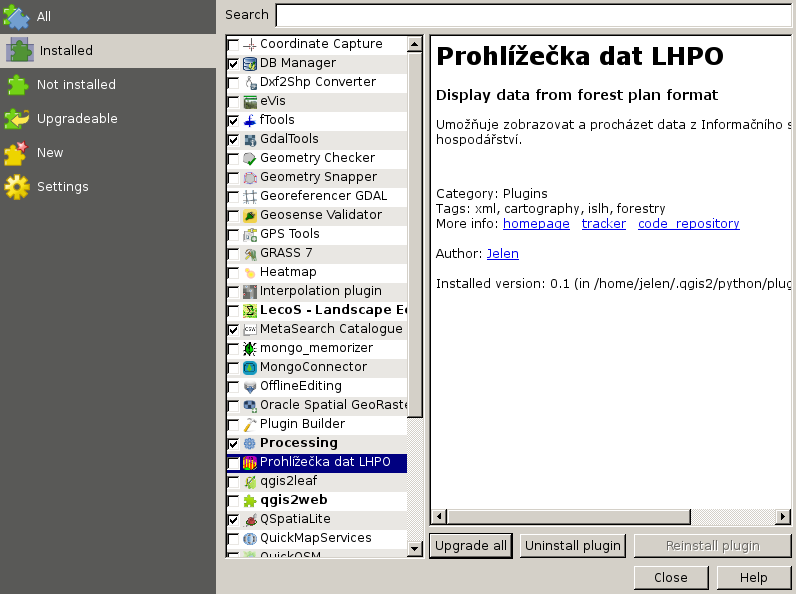 All
Installed
Not installed
Upgradeable
New
Settings
Search
Coordinate Capture
DB Manager
Dxf2Shp Converter
eVis
fTools
GdalTools
Geometry Checker
Geometry Snapper
Georeferencer GDAL
Geosense Validator
GPS Tools
GRASS 7
Heatmap
Interpolation plugin
LecoS - Landscape Ec
MetaSearch Catalogue
mongo_memorizer
MongoConnector
OfflineEditing
Oracle Spatial GeoRaste
Plugin Builder
Processing
Prohlížečka dat LHPO
qgis2leaf
qgis2web
QSpatiaLite
QuickMapServices
QuickOSM
Prohlížečka dat LHPO
Display data from forest plan format
Umožňuje zobrazovat a procházet data z Informačního s
hospodářství.
Category: Plugins
Tags: xml, cartography, islh, forestry
More info: homepage tracker code_repository
Author: Jelen
Installed version: 0.1 (in /home/jelen/.qgis2/python/plug
Upgrade all Uninstall plugin Reinstall plugin
Close Help